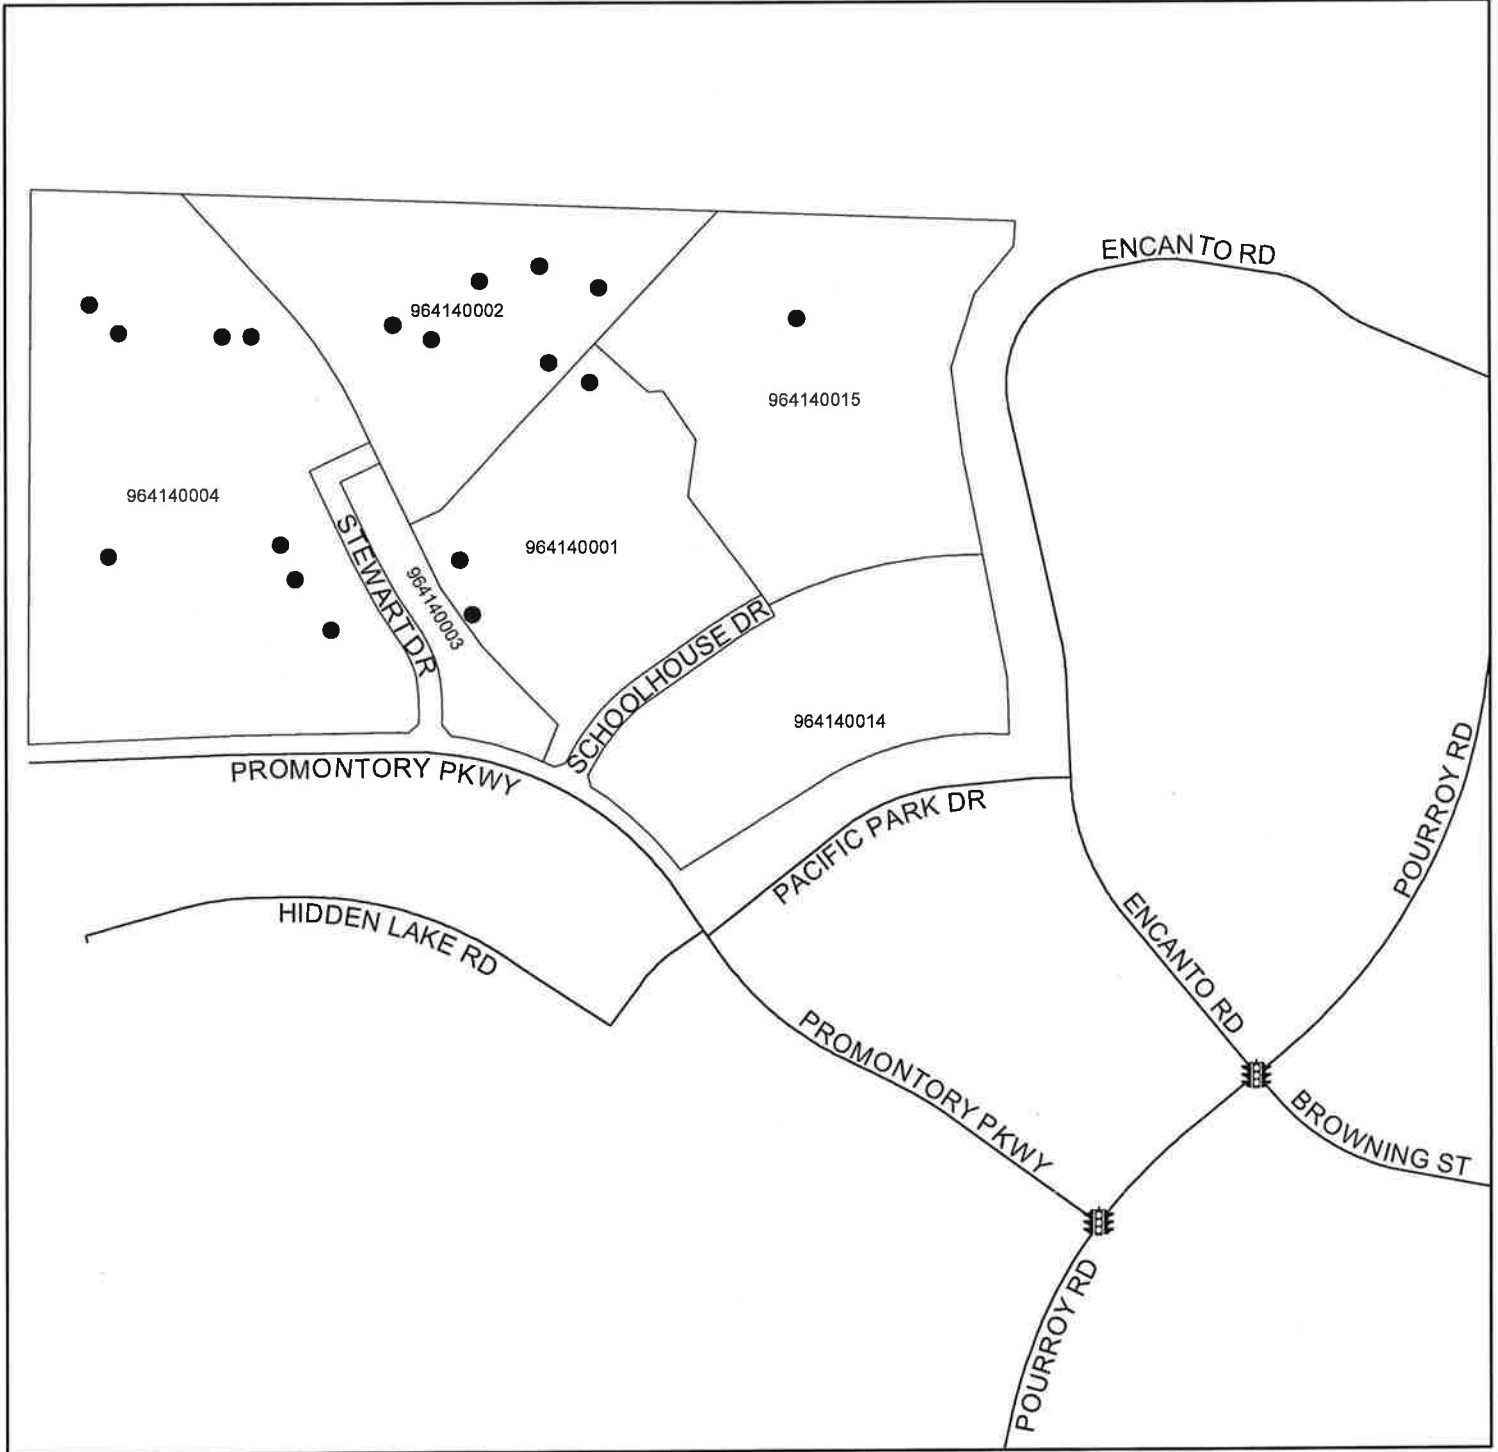 ENCANTO RD
964140002
964140015
964140004
964140001
STEWART DR
964140003
SCHOOLHOUSE DR
964140014
PROMONTORY PKWY
PACIFIC PARK DR
POURROY RD
HIDDEN LAKE RD
ENCANTO RD
PROMONTORY PKWY
BROWNING ST
POURROY RD